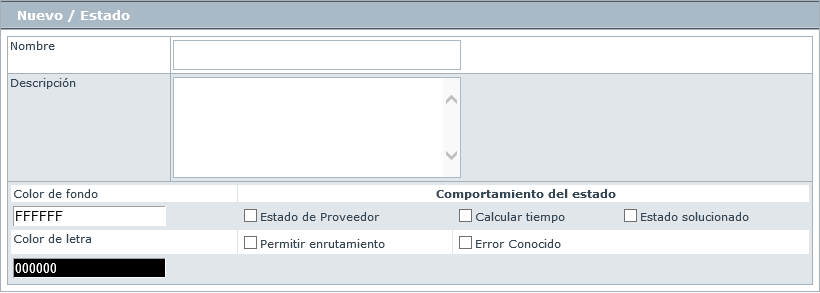 Nuevo / Estado
Nombre
Descripción
Color de fondo Comportamiento del estado
FFFFFF Estado de Proveedor Calcular tiempo Estado solucionado
Color de letra Permitir enrutamiento Error Conocido
000000